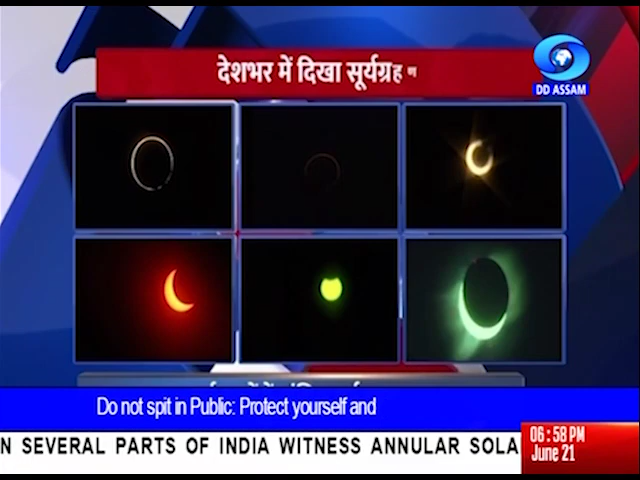 देशभर में दिखा सूर्यग्रहण
DD ASSAM
Do not spit in Public: Protect yourself and
N SEVERAL PARTS OF INDIA WITNESS ANNULAR SOLA
06:58 PM
June 21